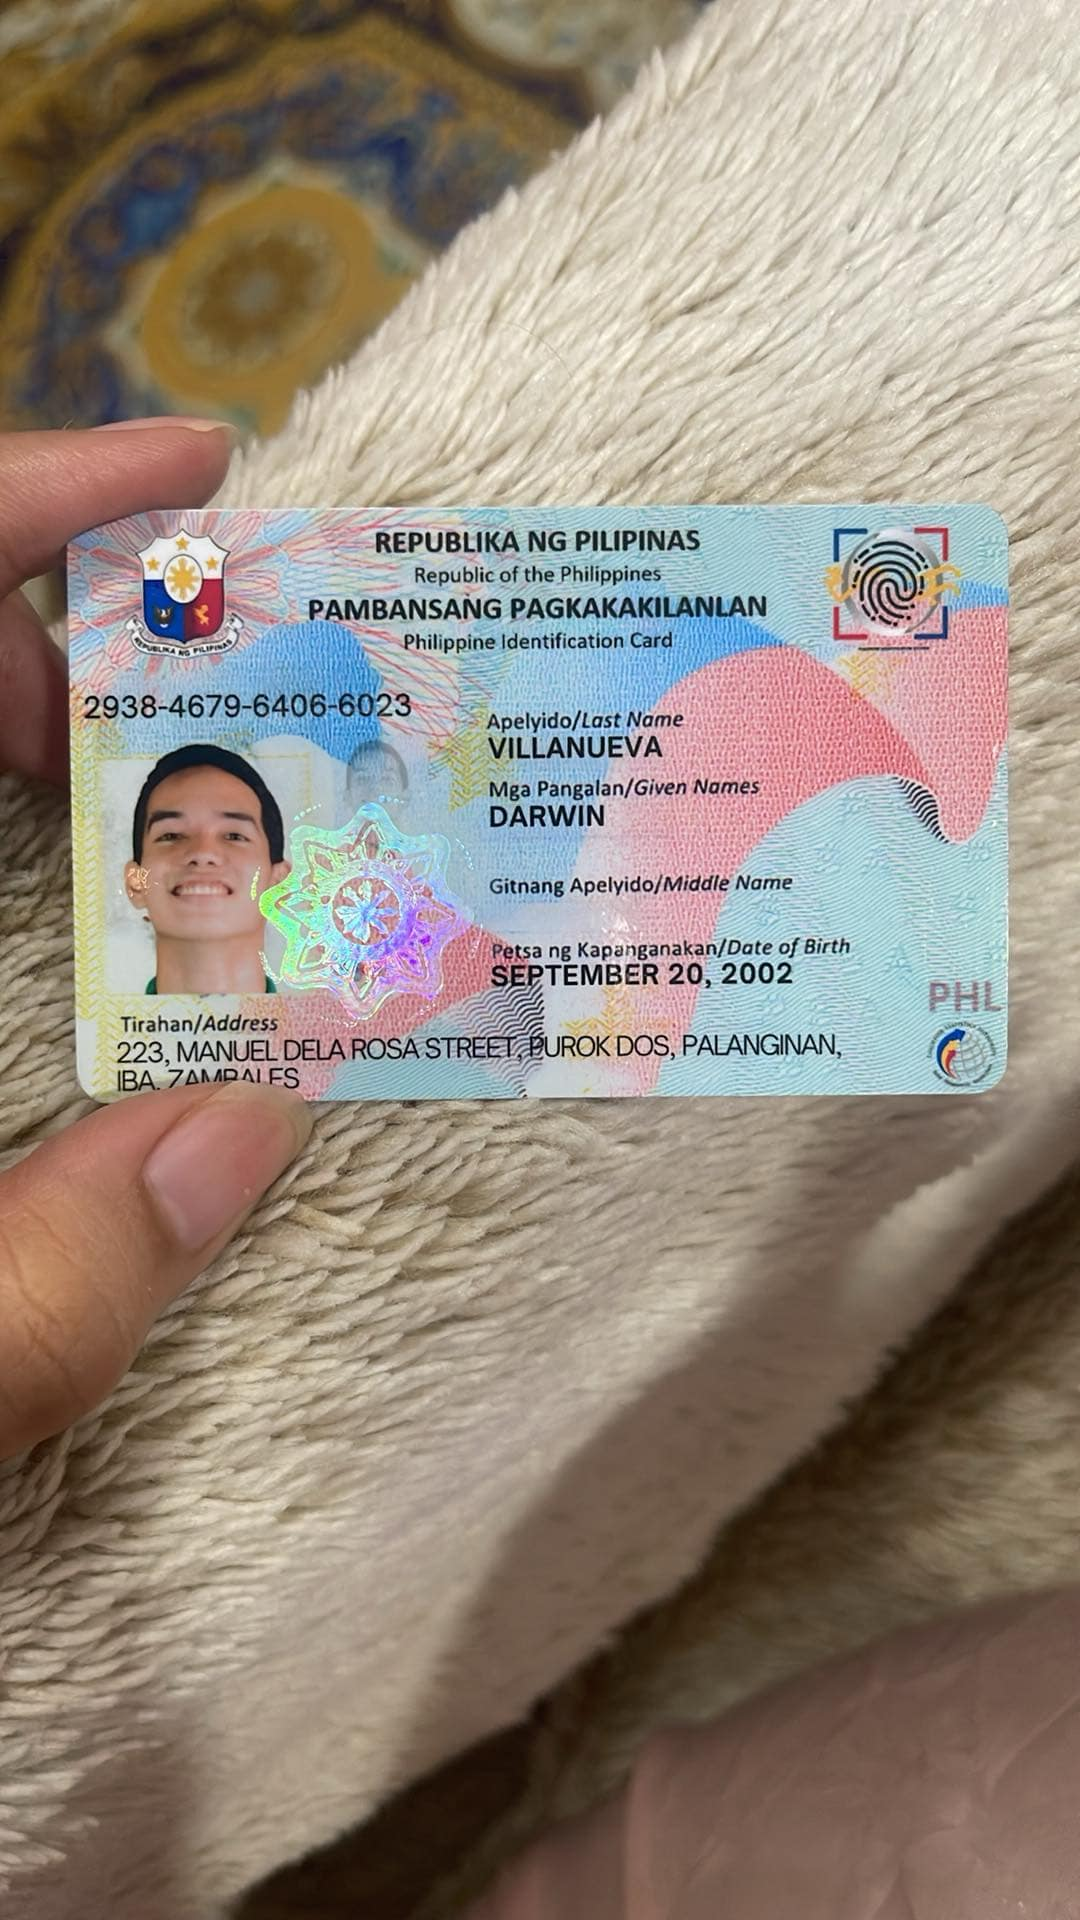 REPUBLIKA NG PILIPINAS
Republic of the Philippines
PAMBANSANG PAGKAKAKILANLAN
Philippine Identification Card
REPUBLIKA NG PILIPINAS
2938-4679-6406-6023
Apelyido/Last Name
VILLANUEVA
Mga Pangalan/Given Names
DARWIN
Gitnang Apelyido/Middle Name
Petsa ng Kapanganakan/Date of Birth
SEPTEMBER 20, 2002
PHL
Tirahan/Address
223, MANUEL DELA ROSA STREET, PUROK DOS, PALANGINAN,
IBA, ZAMBALES